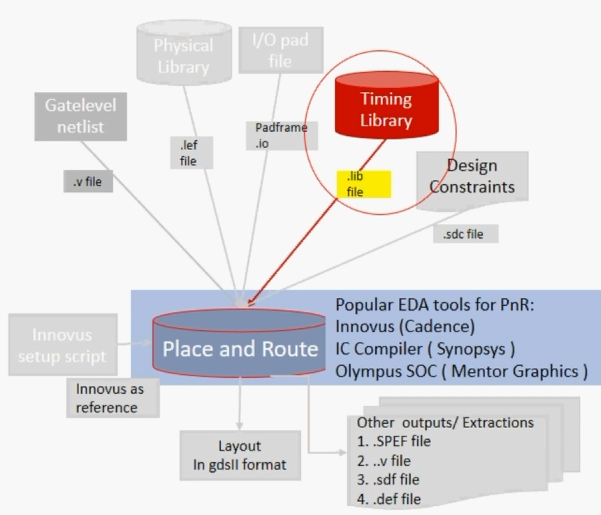 Physical
Library
I/O pad
file
Timing
Library
Gatelevel
netlist
.lef
file
Padframe
.io
.lib
file
Design
Constraints
.v file
.sdc file
Popular EDA tools for PnR:
Innovus (Cadence)
IC Compiler ( Synopsys )
Olympus SOC ( Mentor Graphics )
Place and Route
Innovus
setup script
Innovus as
reference
Layout
In gdsII format
Other outputs/ Extractions
1. .SPEF file
2. ..v file
3. .sdf file
4. .def file